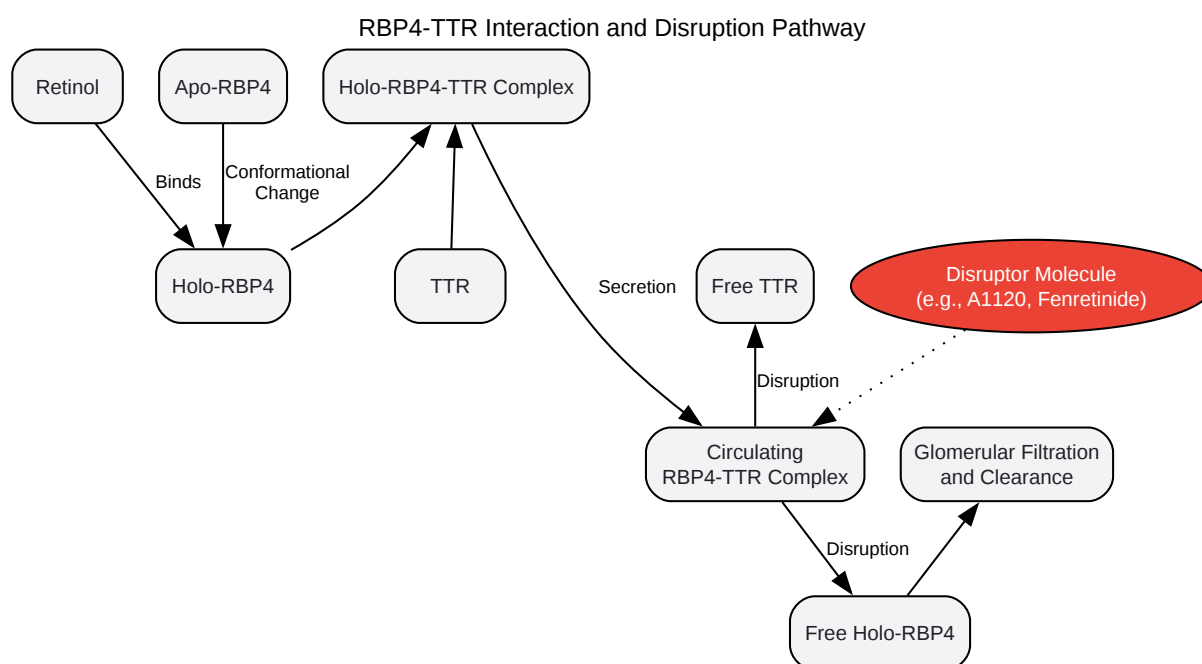 RBP4-TTR Interaction and Disruption Pathway
Retinol
Apo-RBP4
Holo-RBP4-TTR Complex
Binds
Conformational
Change
Holo-RBP4
TTR
Secretion
Free TTR
Disruptor Molecule
(e.g., A1120, Fenretinide)
Disruption
Circulating
RBP4-TTR Complex
Glomerular Filtration
and Clearance
Disruption
Free Holo-RBP4